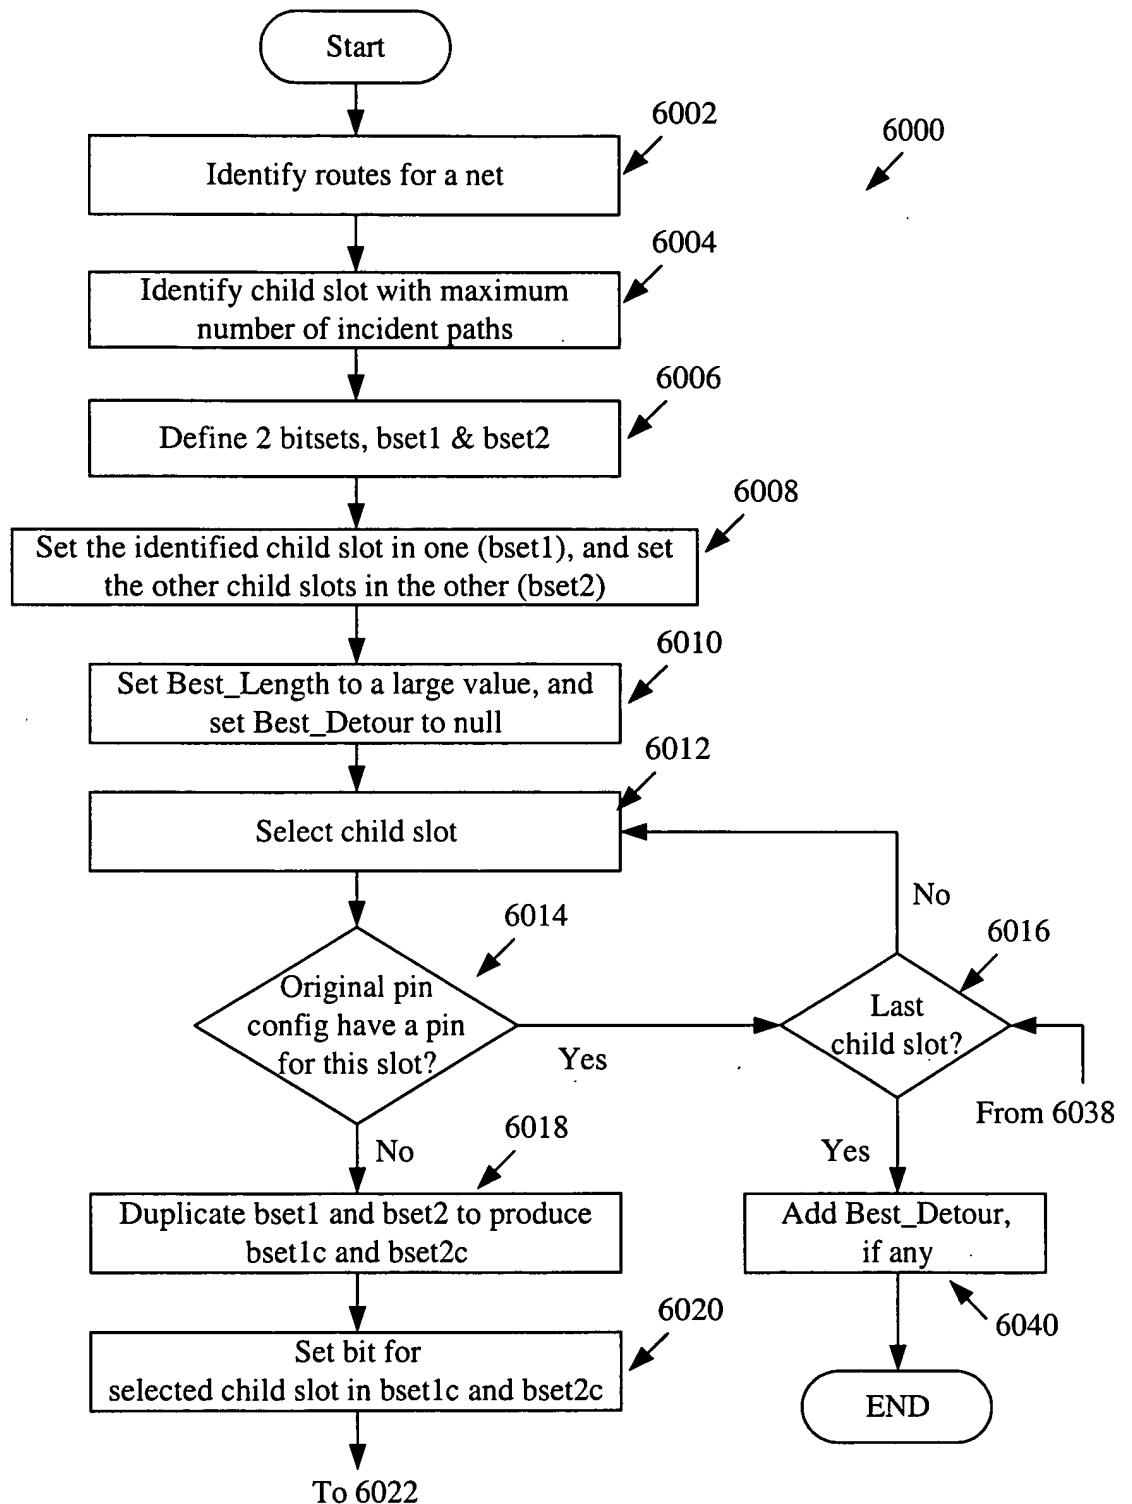 Start
6002
6000
Identify routes for a net
6004
Identify child slot with maximum
number of incident paths
6006
Define 2 bitsets, bset1 & bset2
6008
Set the identified child slot in one (bset1), and set
the other child slots in the other (bset2)
6010
Set Best_Length to a large value, and
set Best_Detour to null
6012
Select child slot
No
6014
6016
Original pin
config have a pin
for this slot?
Last
child slot?
Yes
From 6038
6018
No
Yes
Duplicate bset1 and bset2 to produce
bset1c and bset2c
Add Best_Detour,
if any
6020
6040
Set bit for
selected child slot in bset1c and bset2c
END
To 6022